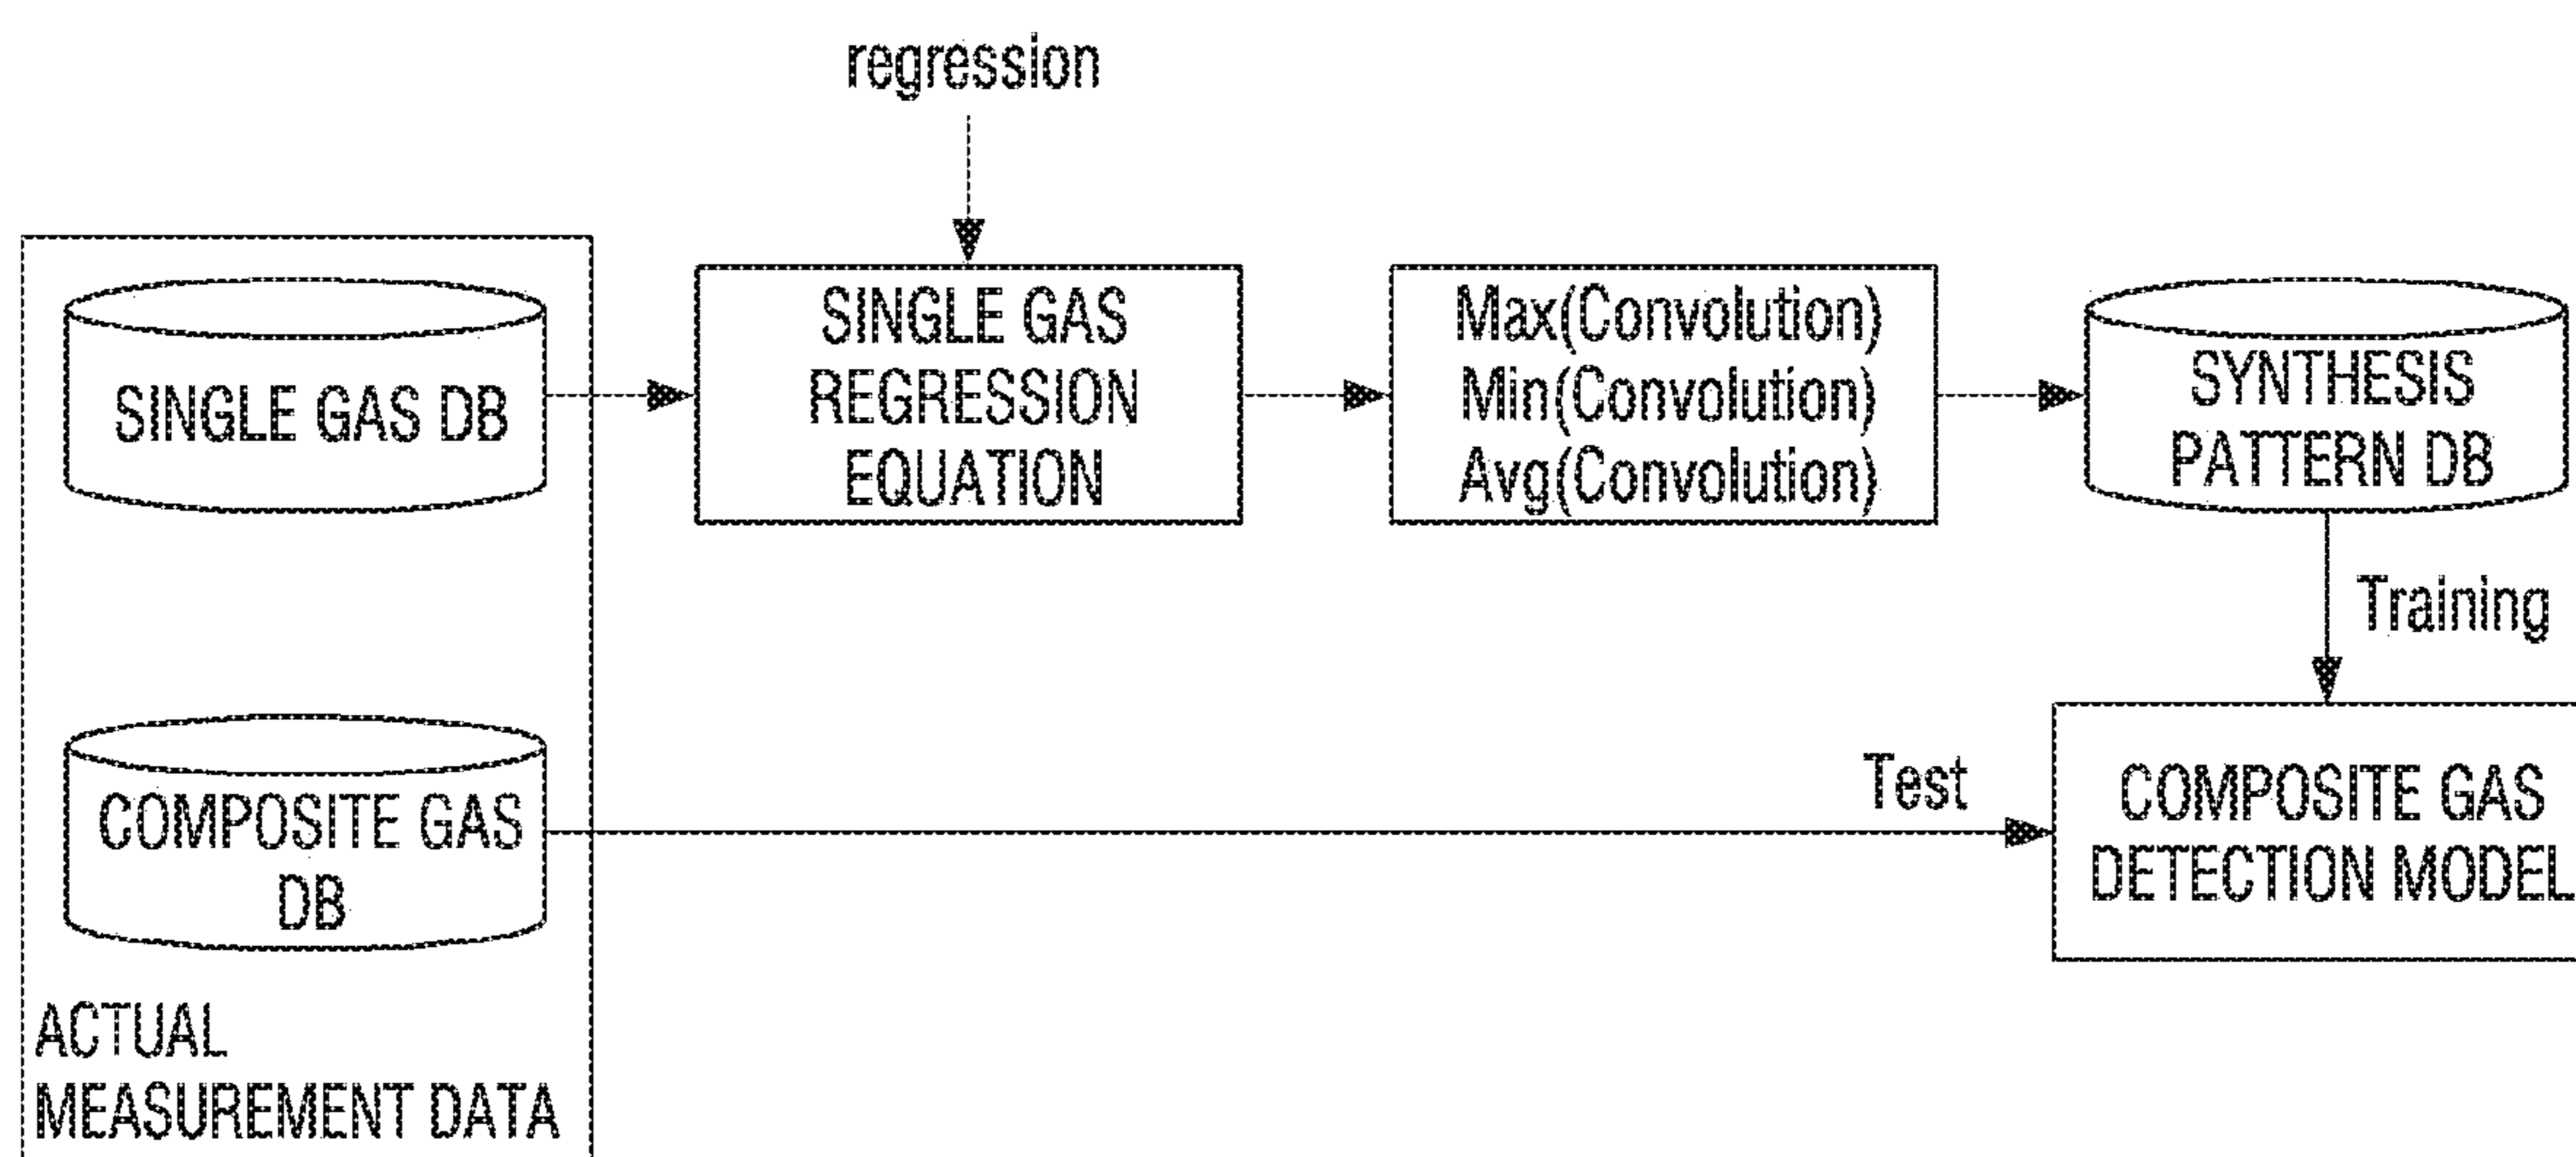 regression
SINGLE GAS DB
SINGLE GAS
REGRESSION
EQUATION
Max(Convolution)
Min(Convolution)
Avg(Convolution)
SYNTHESIS
PATTERN DB
Training
Test
COMPOSITE GAS
DB
COMPOSITE GAS
DETECTION MODEL
ACTUAL
MEASUREMENT DATA